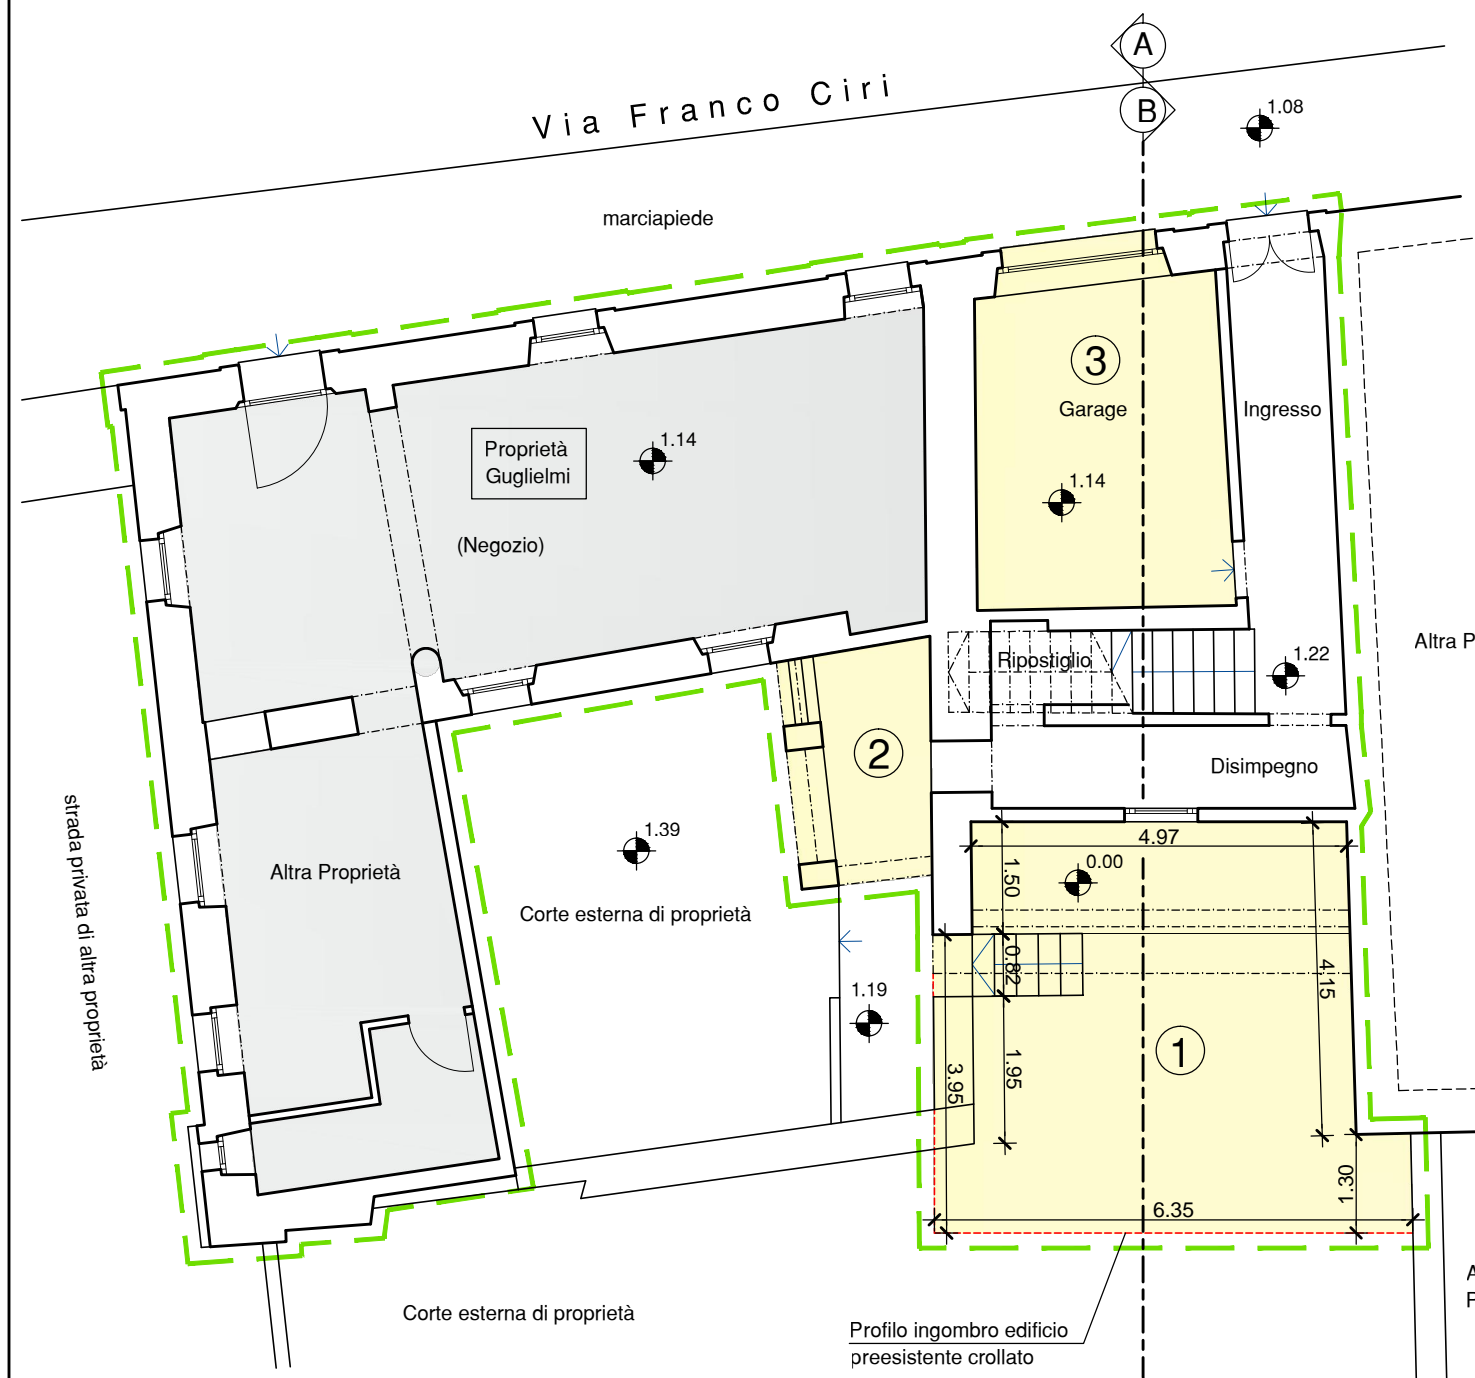 A
B
1.08
Via Franco Ciri
marciapiede
3
Garage
Ingresso
Proprietà
Guglielmi
1.14
1.14
(Negozio)
Altra P
Ripostiglio
1.22
2
Disimpegno
strada privata di altra proprietà
1.39
4.97
Altra Proprietà
1.50
0.00
Corte esterna di proprietà
0.82
4.15
1.19
1
3.95
1.95
1.30
6.35
Corte esterna di proprietà
Profilo ingombro edificio
preesistente crollato
A
P